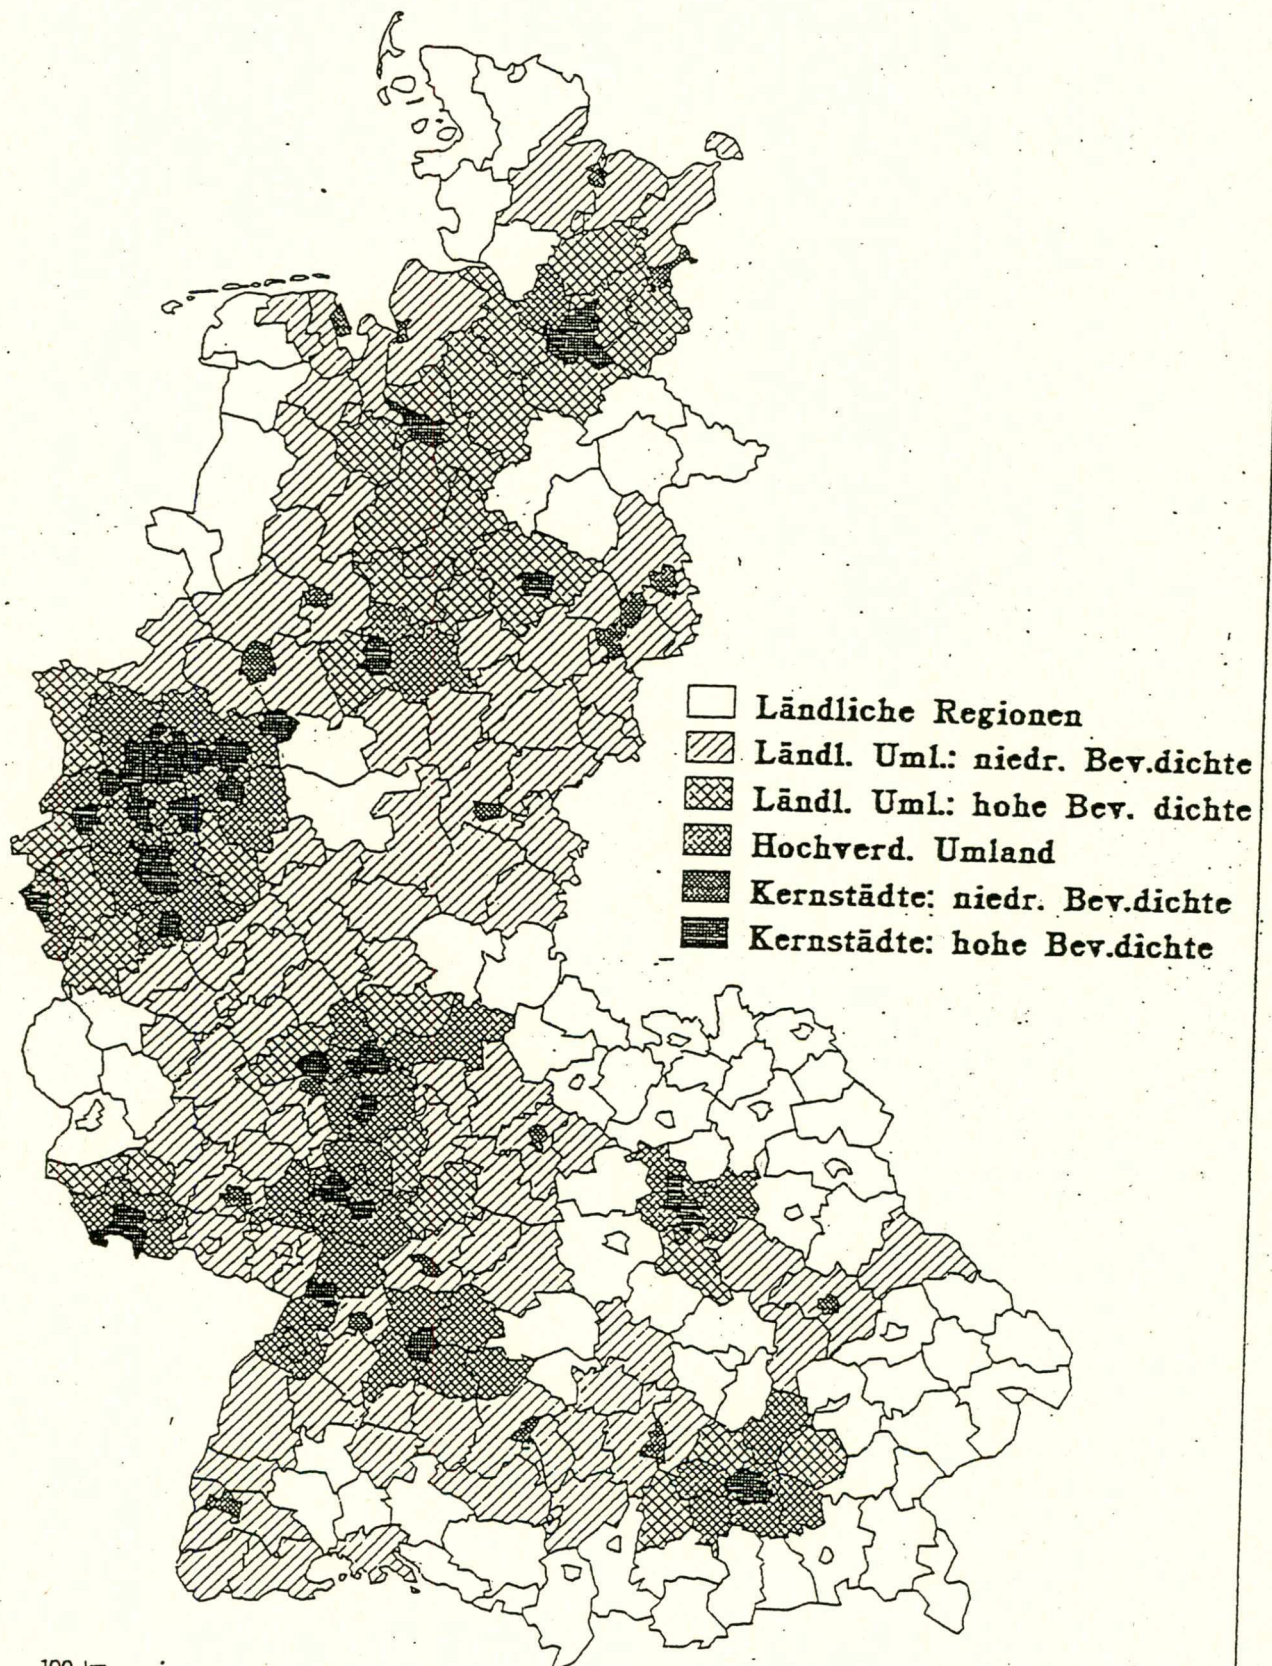 Ländliche Regionen
Ländl. Uml.: niedr. Bev.dichte
Ländl. Uml.: hohe Bev. dichte
Hochverd. Umland
Kernstädte: niedr. Bev.dichte
Kernstädte: hohe Bev.dichte